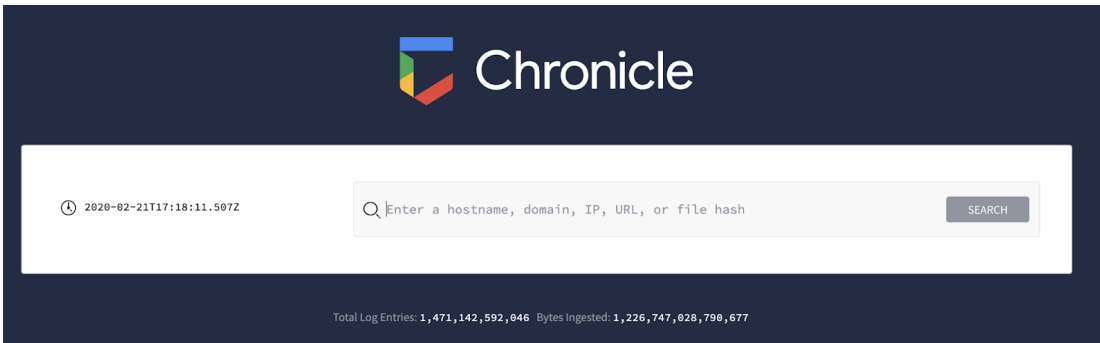 Chronicle
2020-02-21T17:18:11.507Z
Enter a hostname, domain, IP, URL, or file hash
SEARCH
Total Log Entries: 1,471,142,592,046 Bytes Ingested: 1,226,747,028,790,677